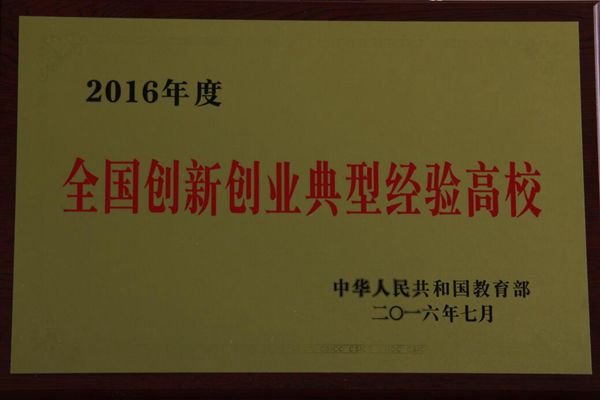 2016年度
全国创新创业典型经验高校
中华人民共和国教育部
二〇一六年七月